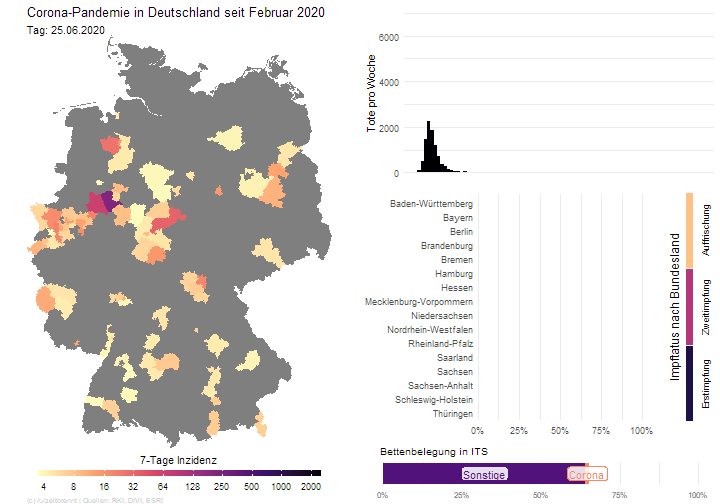 Corona-Pandemie in Deutschland seit Februar 2020
Tag: 25.06.2020
7-Tage Inzidenz
4 8 16 32 64 125 250 500 1000 2000
(c) /u/zeitbrennt | Quellen: RKI, DIVI, ESRI
Tote pro Woche
6000
4000
2000
0
Baden-Württemberg
Bayern
Berlin
Brandenburg
Bremen
Hamburg
Hessen
Mecklenburg-Vorpommern
Niedersachsen
Nordrhein-Westfalen
Rheinland-Pfalz
Saarland
Sachsen
Sachsen-Anhalt
Schleswig-Holstein
Thüringen
0% 25% 50% 75% 100%
Impfstatus nach Bundesland
Auffrischung
Zweitimpfung
Erstimpfung
Bettenbelegung in ITS
Sonstige
Corona
0% 25% 50% 75% 100%